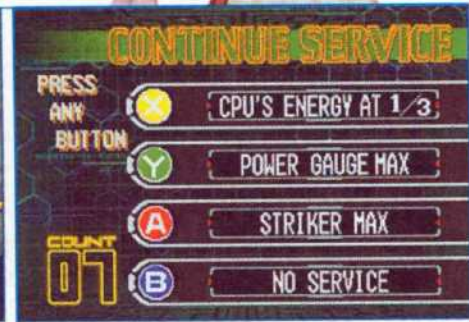 CONTINUE SERVICE
PRESS
ANY
BUTTON
X CPU'S ENERGY AT 1/3
Y POWER GAUGE MAX
A STRIKER MAX
B NO SERVICE
COUNT
07